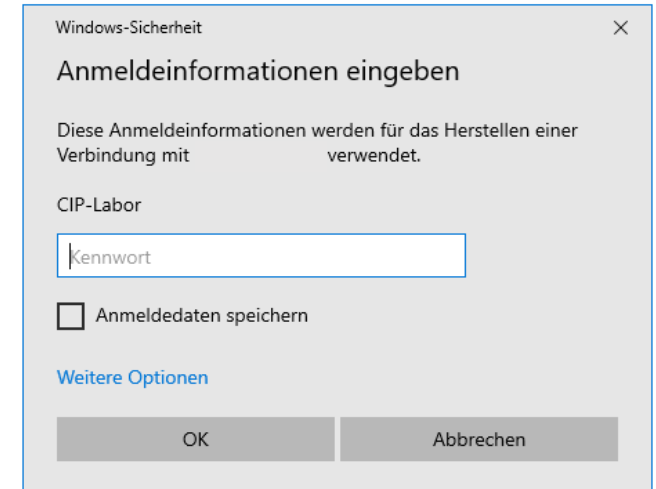 Windows-Sicherheit
Anmeldeinformationen eingeben
Diese Anmeldeinformationen werden für das Herstellen einer
Verbindung mit verwendet.
CIP-Labor
Kennwort
Anmeldedaten speichern
Weitere Optionen
OK Abbrechen